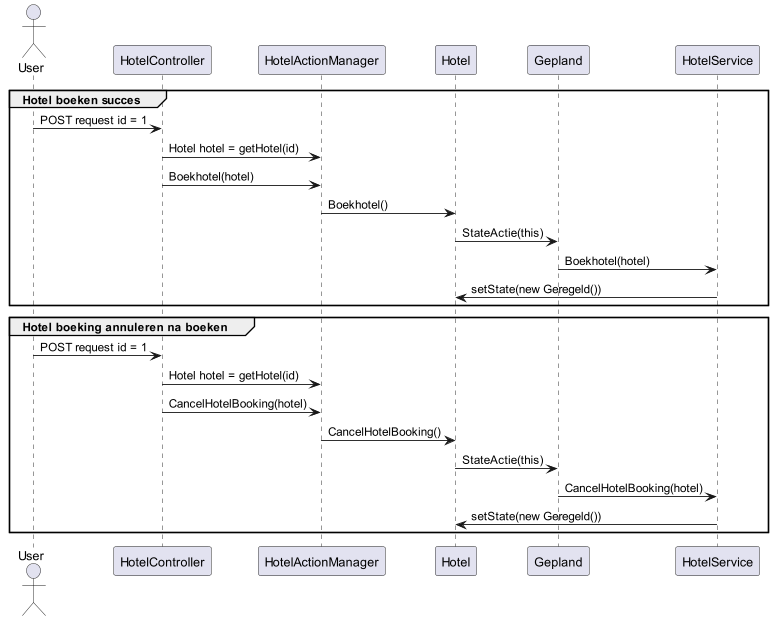 User
HotelController
HotelActionManager
Hotel
Gepland
HotelService
Hotel boeken succes
POST request id = 1
Hotel hotel = getHotel(id)
Boekhotel(hotel)
Boekhotel()
StateActie(this)
Boekhotel(hotel)
setState(new Geregeld())
Hotel boeking annuleren na boeken
POST request id = 1
Hotel hotel = getHotel(id)
CancelHotelBooking(hotel)
CancelHotelBooking()
StateActie(this)
CancelHotelBooking(hotel)
setState(new Geregeld())
User
HotelController
HotelActionManager
Hotel
Gepland
HotelService